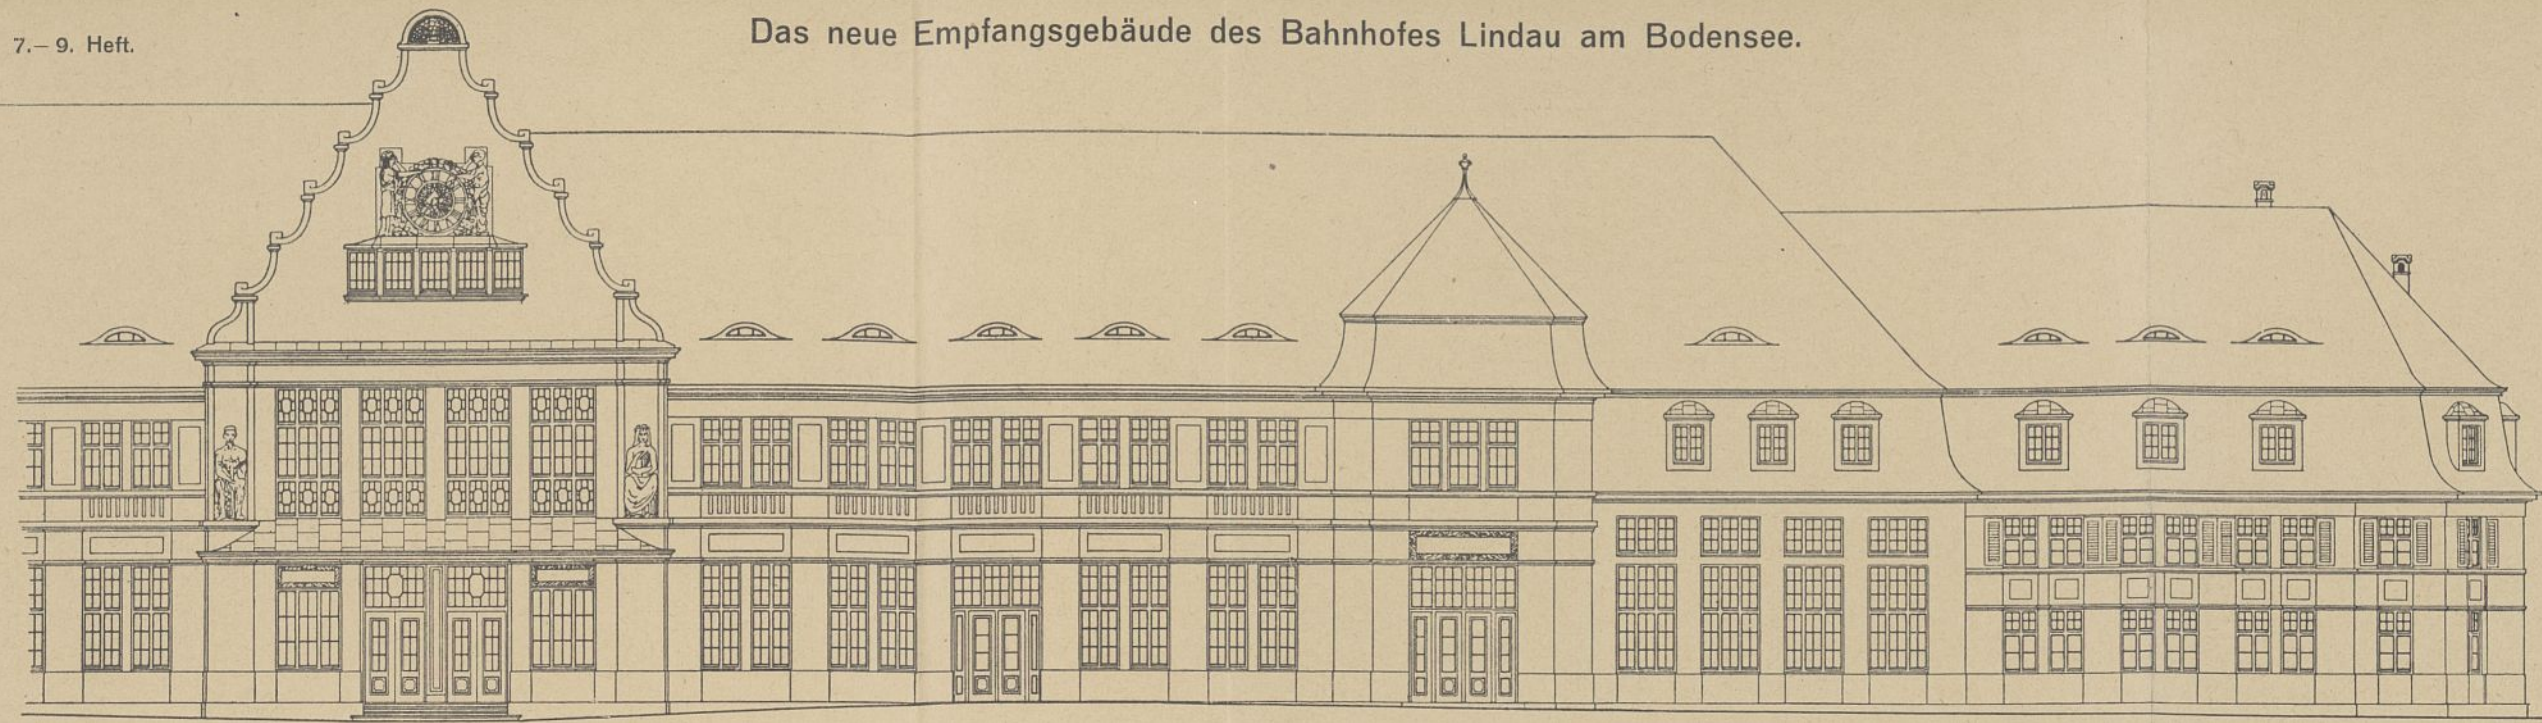 7.– 9. Heft.
Das neue Empfangsgebäude des Bahnhofes Lindau am Bodensee.